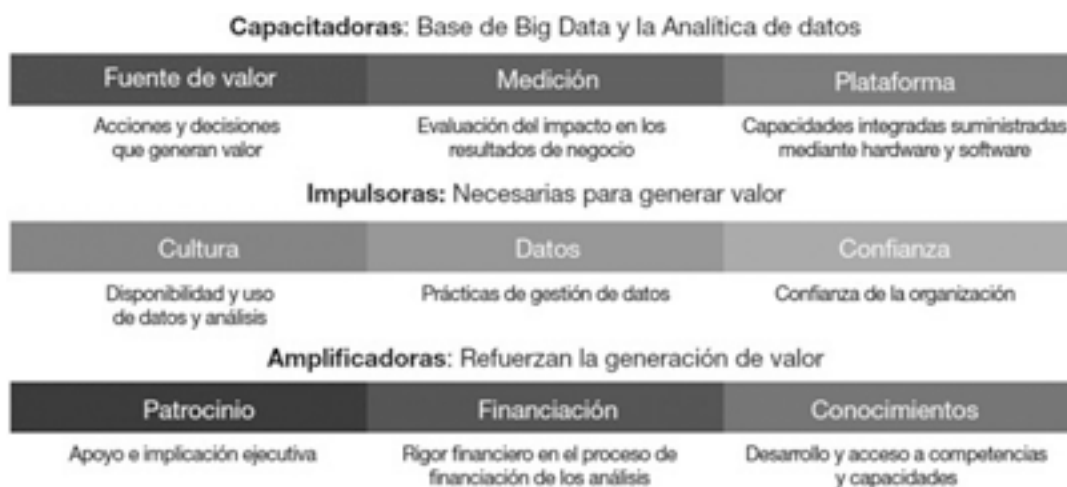 Capacitadoras: Base de Big Data y la Analítica de datos
Fuente de valor Medición Plataforma
Acciones y decisiones Evaluación del impacto en los Capacidades integradas suministradas
que generan valor resultados de negocio mediante hardware y software
Impulsoras: Necesarias para generar valor
Cultura Datos Confianza
Disponibilidad y uso Prácticas de gestión de datos Confianza de la organización
de datos y análisis
Amplificadoras: Refuerzan la generación de valor
Patrocinio Financiación Conocimientos
Apoyo e implicación ejecutiva Rigor financiero en el proceso de Desarrollo y acceso a competencias
financiación de los análisis y capacidades